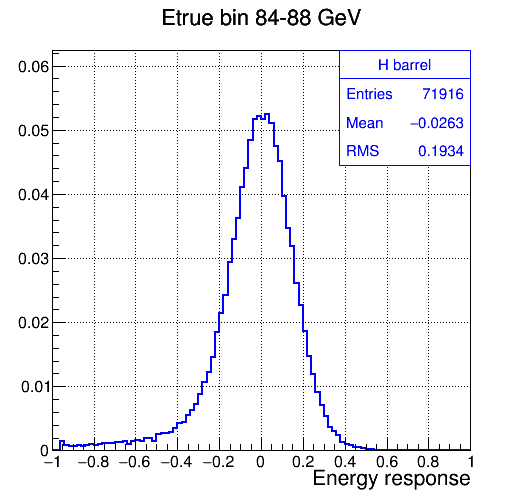 Etrue bin 84-88 GeV
H barrel
Entries 71916
Mean −0.0263
RMS 0.1934
0.06
0.05
0.04
0.03
0.02
0.01
0
−1 −0.8 −0.6 −0.4 −0.2 0 0.2 0.4 0.6 0.8 1
Energy response